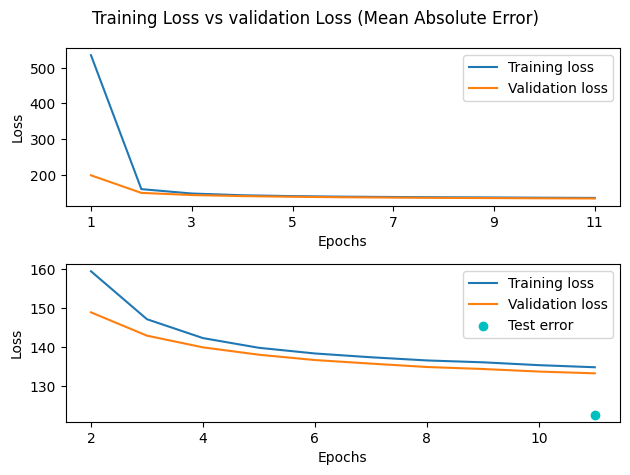 Training Loss vs validation Loss (Mean Absolute Error)
500
400
300
200
Loss
Training loss
Validation loss
1 3 5 7 9 11
Epochs
160
150
140
130
Loss
Training loss
Validation loss
Test error
2 4 6 8 10
Epochs